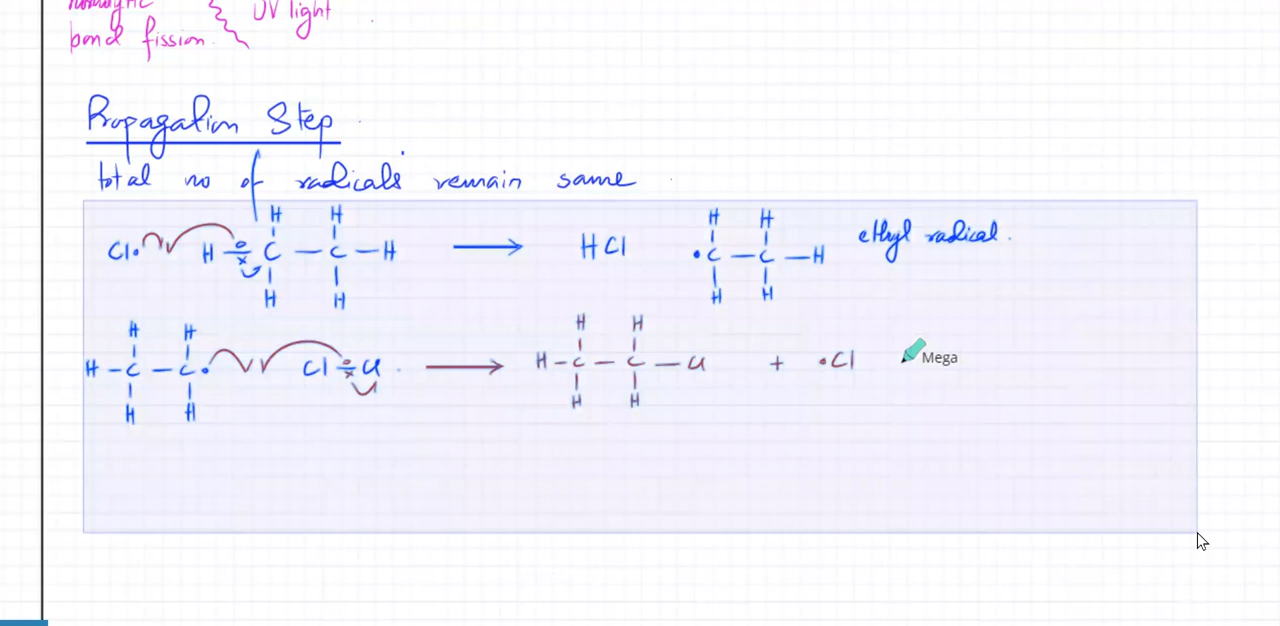 homolytic UV light
bond fission.
Propagation Step
total no of radicals remain same
H H H H
Cl• H C — C — H → HCl •C — C — H ethyl radical.
H H H H
H H H H
H — C — C• Cl Cl → H — C — C — Cl + •Cl Mega
H H H H